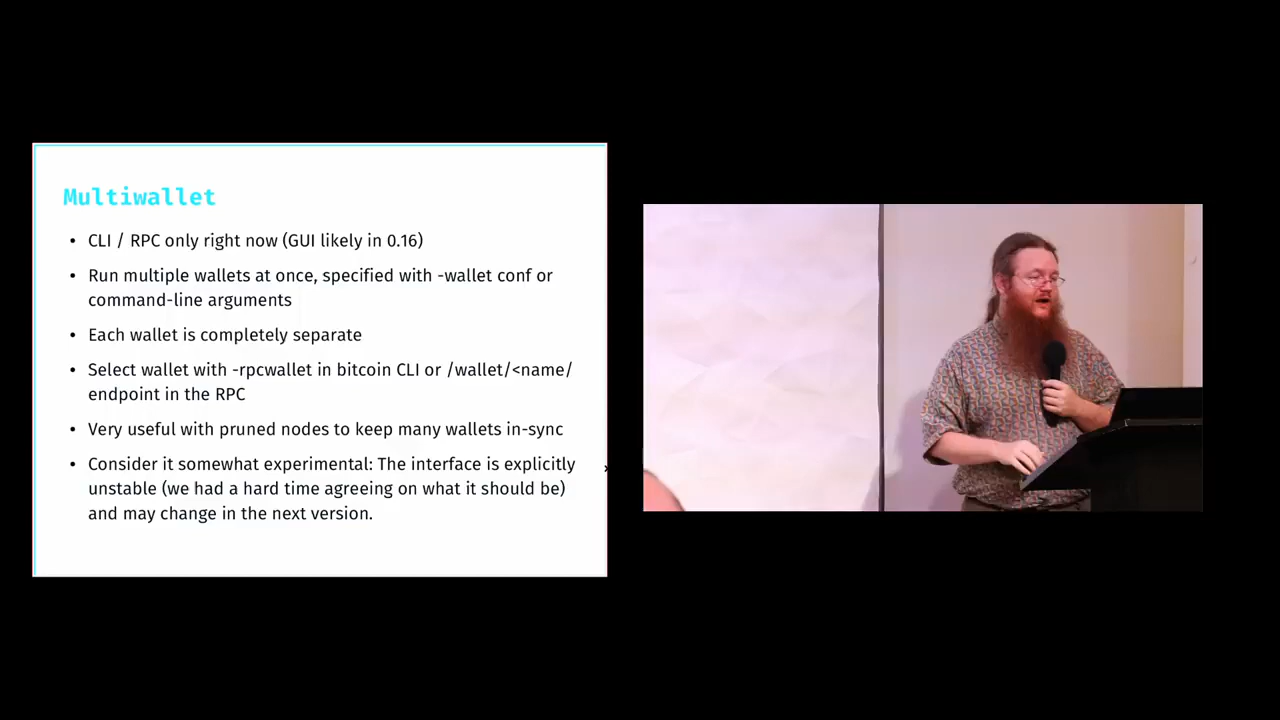 Multiwallet
• CLI / RPC only right now (GUI likely in 0.16)
• Run multiple wallets at once, specified with -wallet conf or
command-line arguments
• Each wallet is completely separate
• Select wallet with -rpcwallet in bitcoin CLI or /wallet/<name/
endpoint in the RPC
• Very useful with pruned nodes to keep many wallets in-sync
• Consider it somewhat experimental: The interface is explicitly
unstable (we had a hard time agreeing on what it should be)
and may change in the next version.